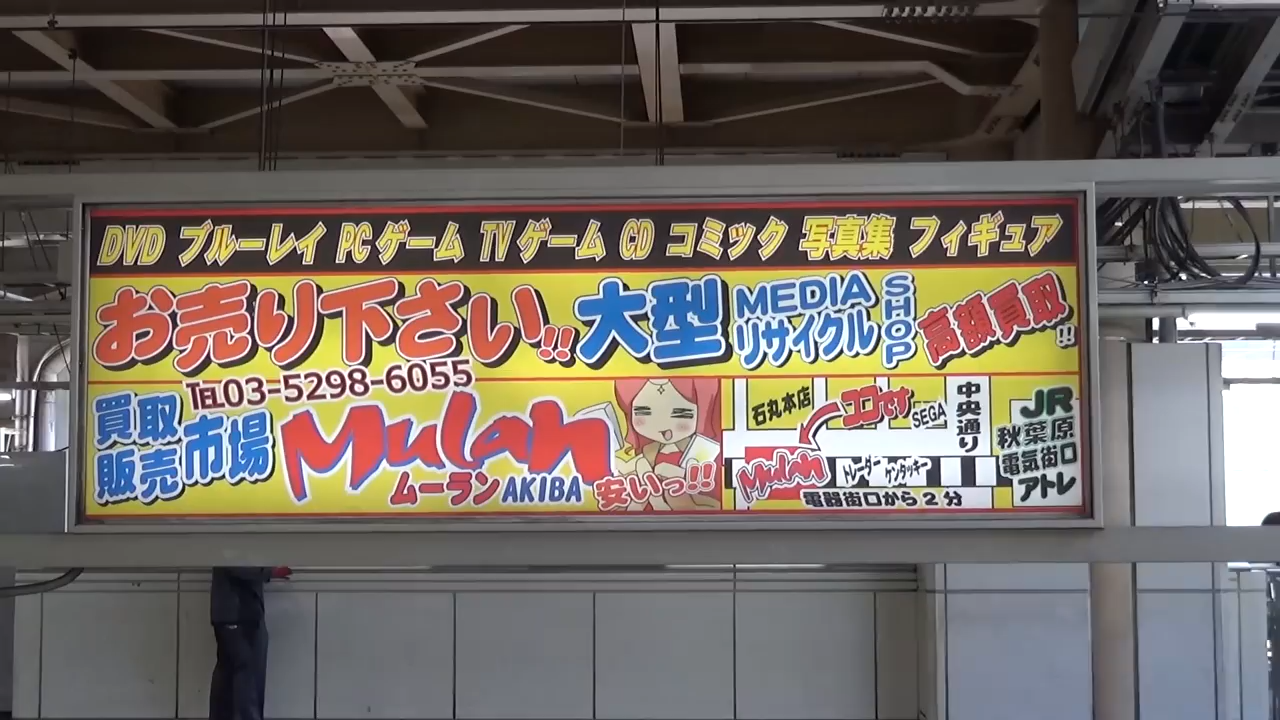 DVD ブルーレイ PCゲーム TVゲーム CD コミック 写真集 フィギュア
お売り下さい!! 大型 MEDIA リサイクル SHOP 高額買取!!
℡03-5298-6055
買取
販売
市場
Mulan
ムーラン AKIBA
安いっ!!
石丸本店
ココです
SEGA
中央通り
Mulan
トレーダー
ケンタッキー
電器街口から2分
JR
秋葉原
電気街口
アトレ